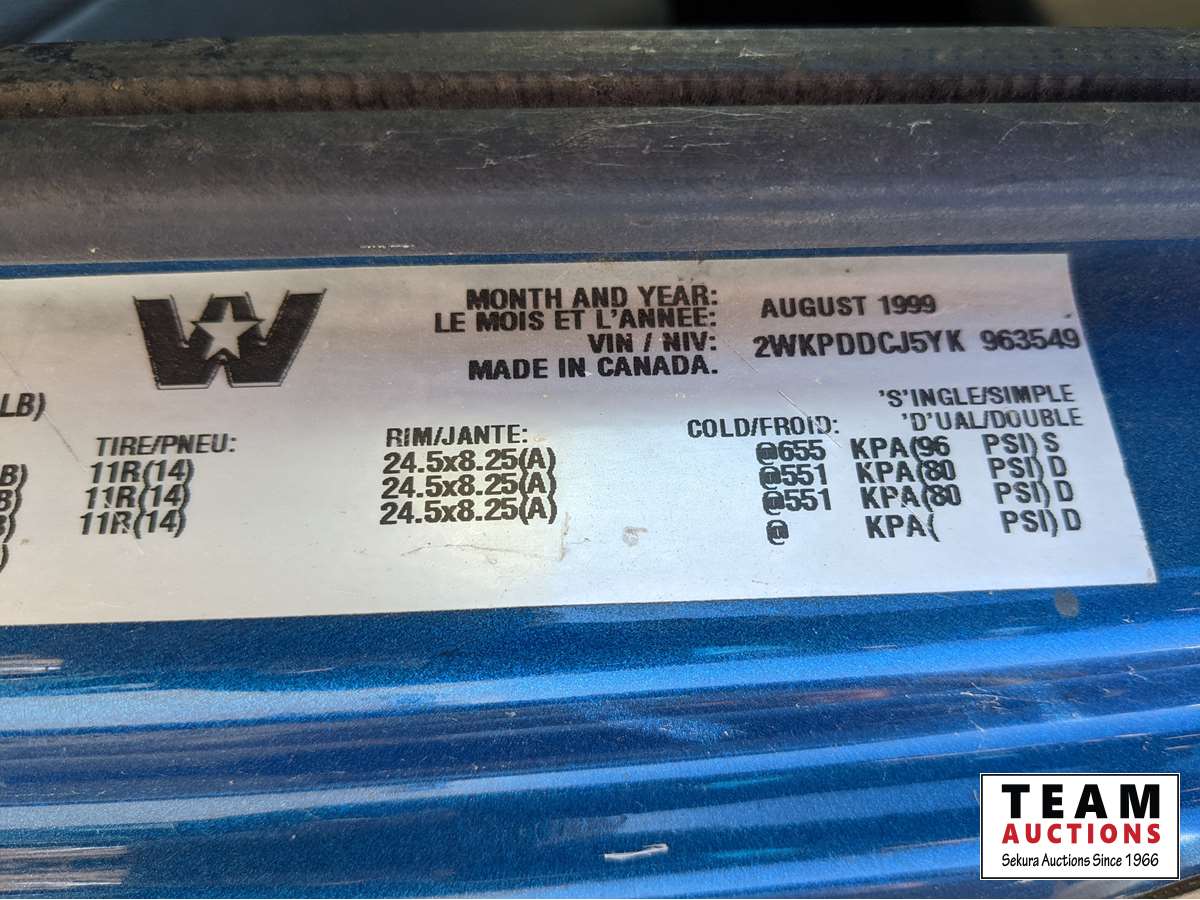 MONTH AND YEAR: AUGUST 1999
LE MOIS ET L'ANNÉE:
VIN / NIV: 2WKPDDCJ5YK 963549
MADE IN CANADA.
LB) 'S'INGLE/SIMPLE
TIRE/PNEU: RIM/JANTE: COLD/FROID: 'D'UAL/DOUBLE
B) 11R(14) 24.5x8.25(A) @655 KPA(96 PSI) S
B) 11R(14) 24.5x8.25(A) @551 KPA(80 PSI) D
B) 11R(14) 24.5x8.25(A) @551 KPA(80 PSI) D
) @ KPA( PSI) D
TEAM
AUCTIONS
Sekura Auctions Since 1966